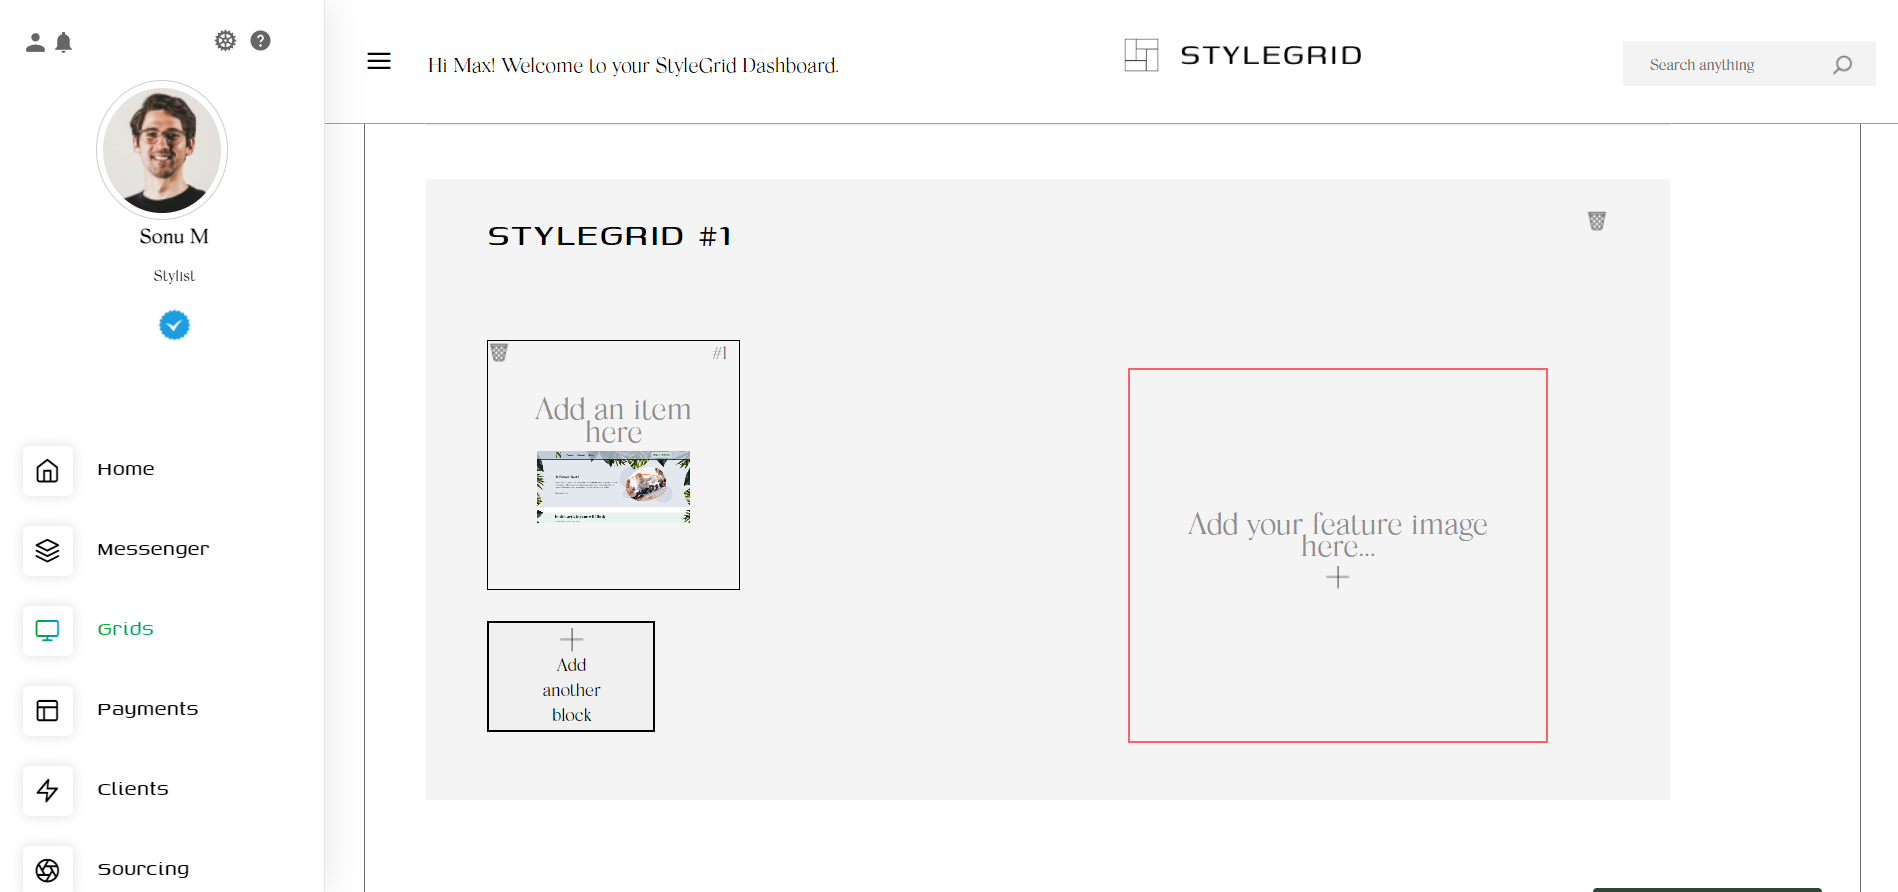 Hi Max! Welcome to your StyleGrid Dashboard.
STYLEGRID
Search anything
Sonu M
Stylist
Home
Messenger
Grids
Payments
Clients
Sourcing
STYLEGRID #1
#1
Add an item
here
Add
another
block
Add your feature image
here...